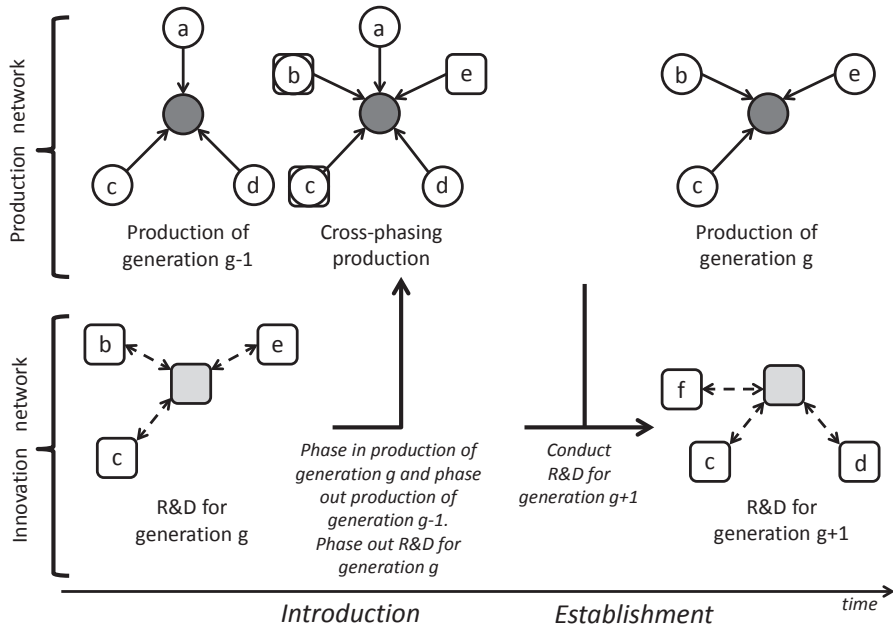 Production network
a
c
d
Production of
generation g-1
a
b
e
c
d
Cross-phasing
production
b
e
c
Production of
generation g
Innovation network
b
e
c
R&D for
generation g
Phase in production of
generation g and phase
out production of
generation g-1.
Phase out R&D for
generation g
Conduct
R&D for
generation g+1
f
c
d
R&D for
generation g+1
time
Introduction
Establishment